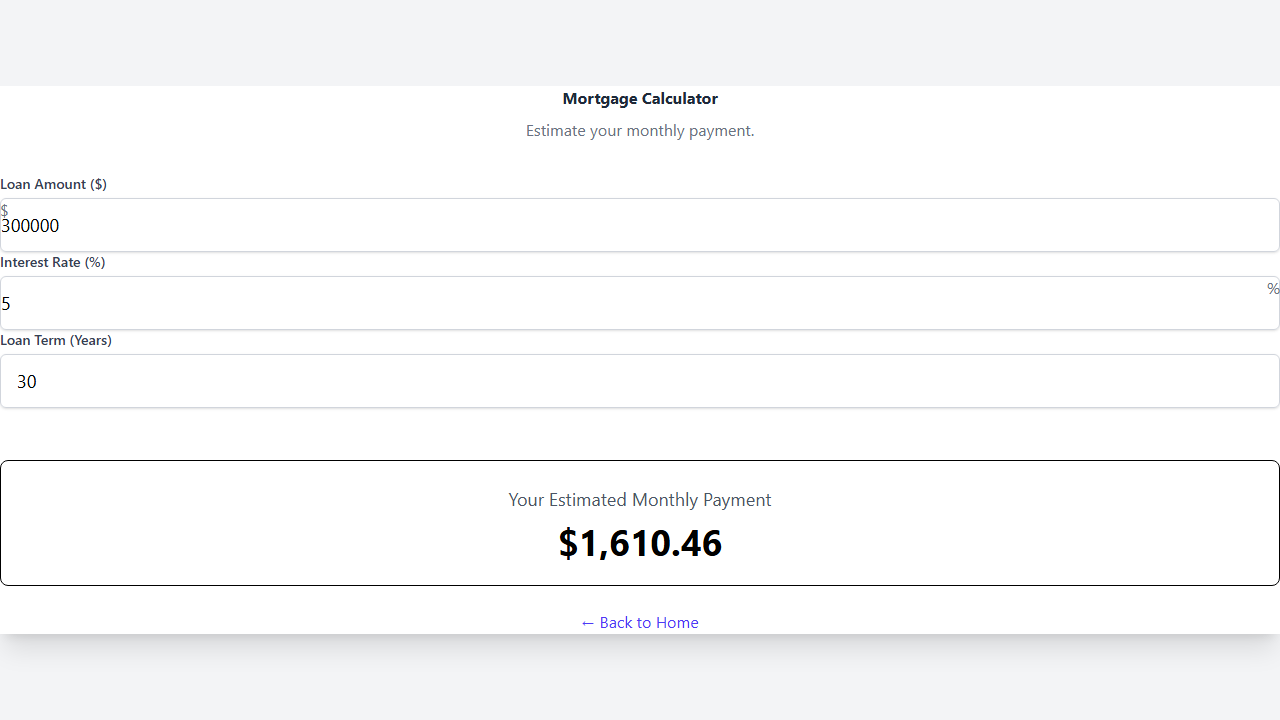 Mortgage Calculator
Estimate your monthly payment.
Loan Amount ($)
$
300000
Interest Rate (%)
5
%
Loan Term (Years)
30
Your Estimated Monthly Payment
$1,610.46
← Back to Home